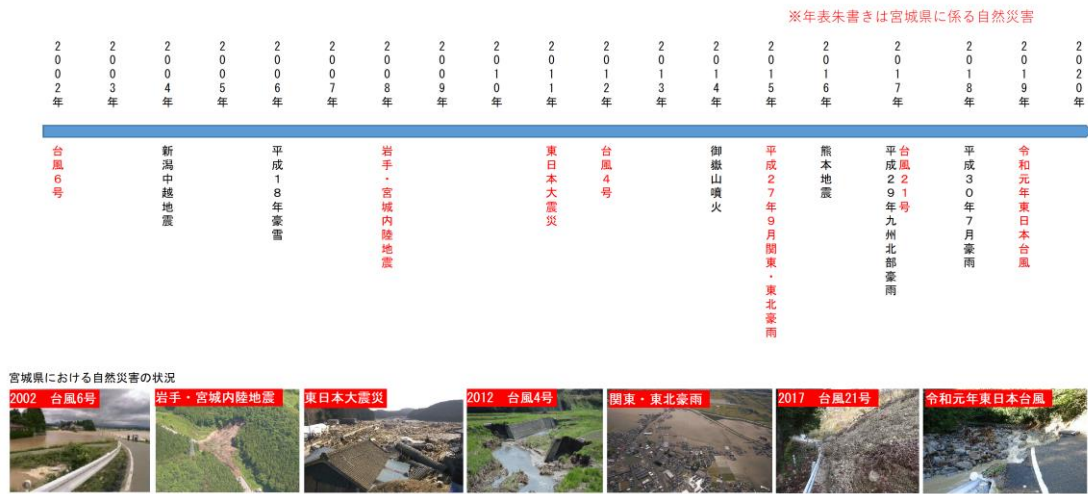 ※年表朱書きは宮城県に係る自然災害
2002年
2003年
2004年
2005年
2006年
2007年
2008年
2009年
2010年
2011年
2012年
2013年
2014年
2015年
2016年
2017年
2018年
2019年
2020年
台風6号
新潟中越地震
平成18年豪雪
岩手・宮城内陸地震
東日本大震災
台風4号
御嶽山噴火
平成27年9月関東・東北豪雨
熊本地震
台風21号
平成29年九州北部豪雨
平成30年7月豪雨
令和元年東日本台風
宮城県における自然災害の状況
2002 台風6号
岩手・宮城内陸地震
東日本大震災
2012 台風4号
関東・東北豪雨
2017 台風21号
令和元年東日本台風